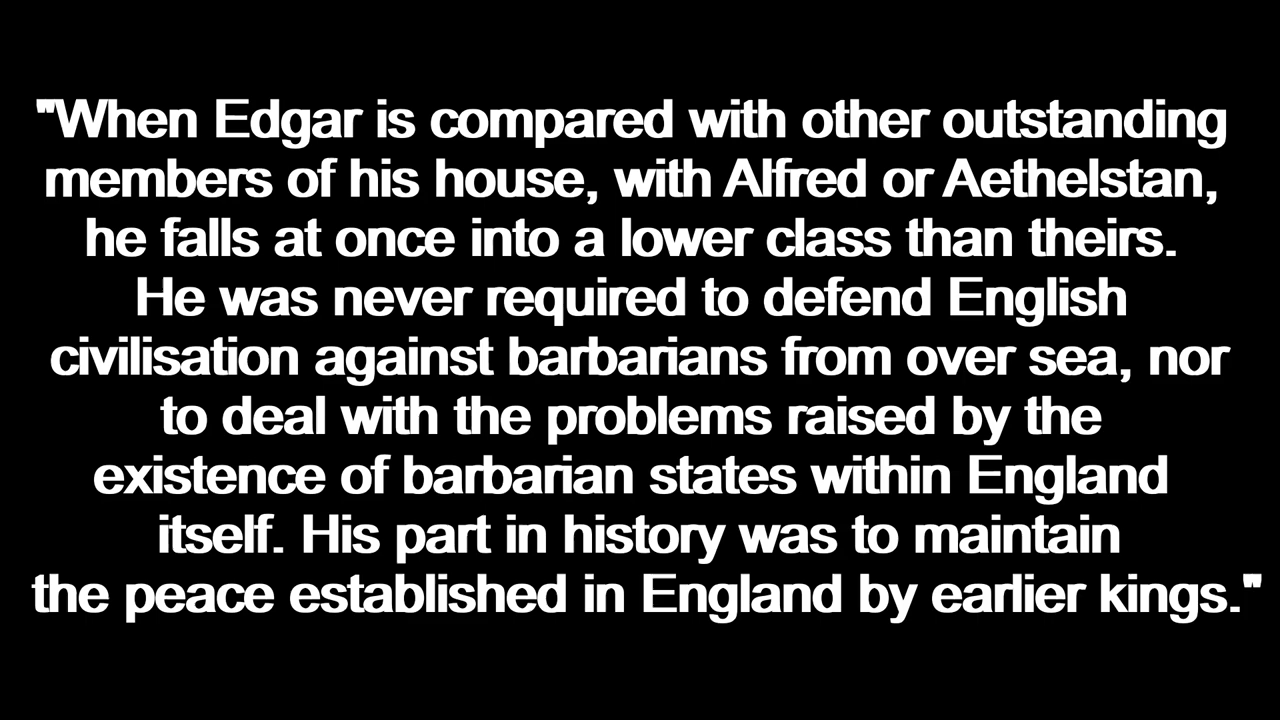 "When Edgar is compared with other outstanding
members of his house, with Alfred or Aethelstan,
he falls at once into a lower class than theirs.
He was never required to defend English
civilisation against barbarians from over sea, nor
to deal with the problems raised by the
existence of barbarian states within England
itself. His part in history was to maintain
the peace established in England by earlier kings."